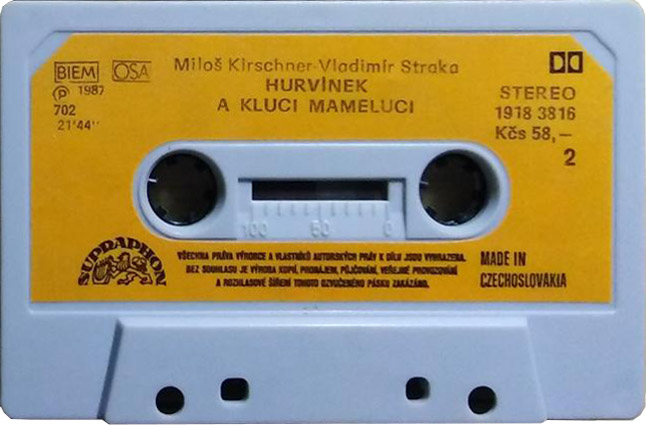 BIEM OSA
Miloš Kirschner-Vladimír Straka
HURVÍNEK
A KLUCI MAMELUCI
℗ 1987
702
21'44''
STEREO
1918 3816
Kčs 58,—
2
100 50 0
SUPRAPHON
VŠECHNA PRÁVA VÝROBCE A VLASTNÍKŮ AUTORSKÝCH PRÁV K DÍLU JSOU VYHRAZENA.
BEZ SOUHLASU JE VÝROBA KOPIÍ, PRONÁJEM, PŮJČOVÁNÍ, VEŘEJNÉ PROVOZOVÁNÍ
A ROZHLASOVÉ ŠÍŘENÍ TOHOTO OZVUČENÉHO PÁSKU ZAKÁZÁNO.
MADE IN
CZECHOSLOVAKIA